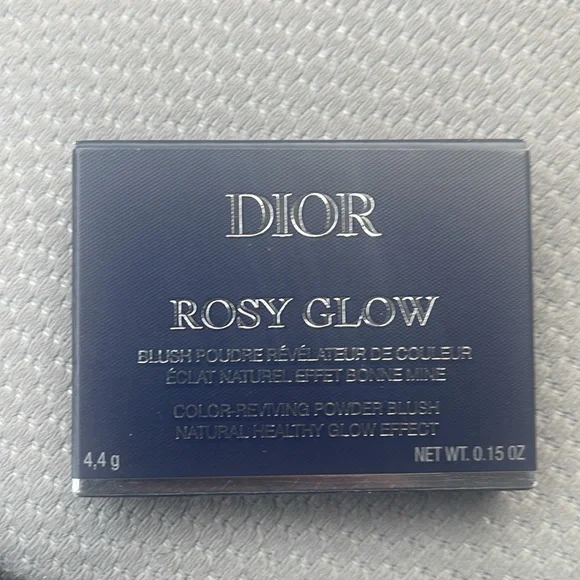 DIOR
ROSY GLOW
BLUSH POUDRE RÉVÉLATEUR DE COULEUR
ÉCLAT NATUREL EFFET BONNE MINE
COLOR-REVIVING POWDER BLUSH
NATURAL HEALTHY GLOW EFFECT
4,4 g NET WT. 0.15 OZ